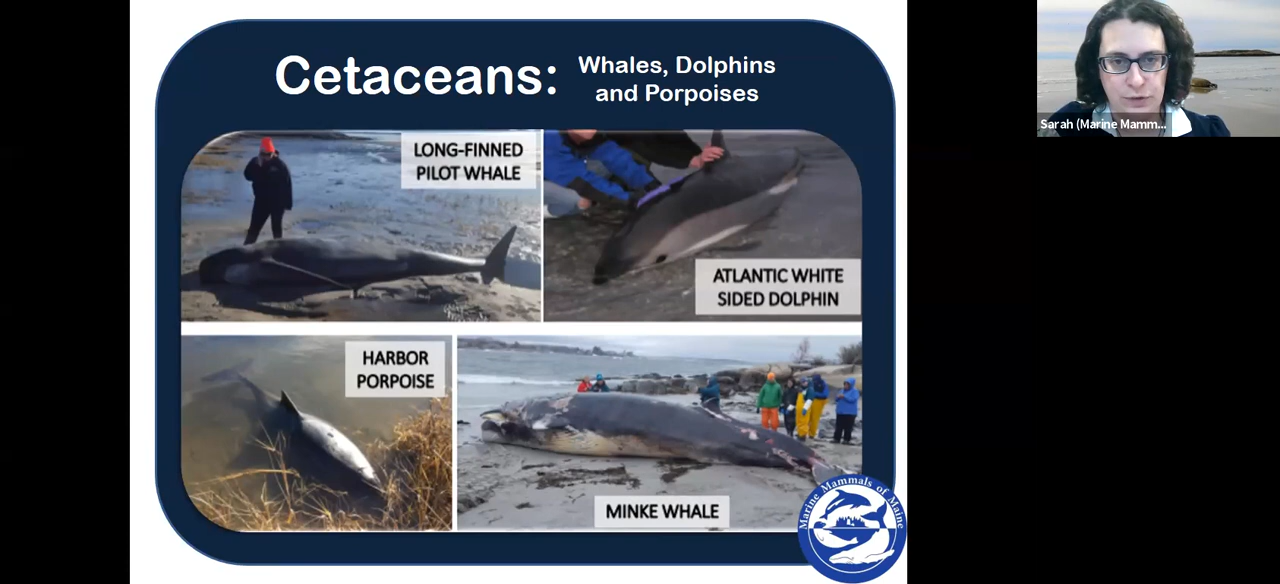 Cetaceans:
Whales, Dolphins
and Porpoises
LONG-FINNED
PILOT WHALE
ATLANTIC WHITE
SIDED DOLPHIN
HARBOR
PORPOISE
MINKE WHALE
Marine Mammals of Maine
Sarah (Marine Mamm...